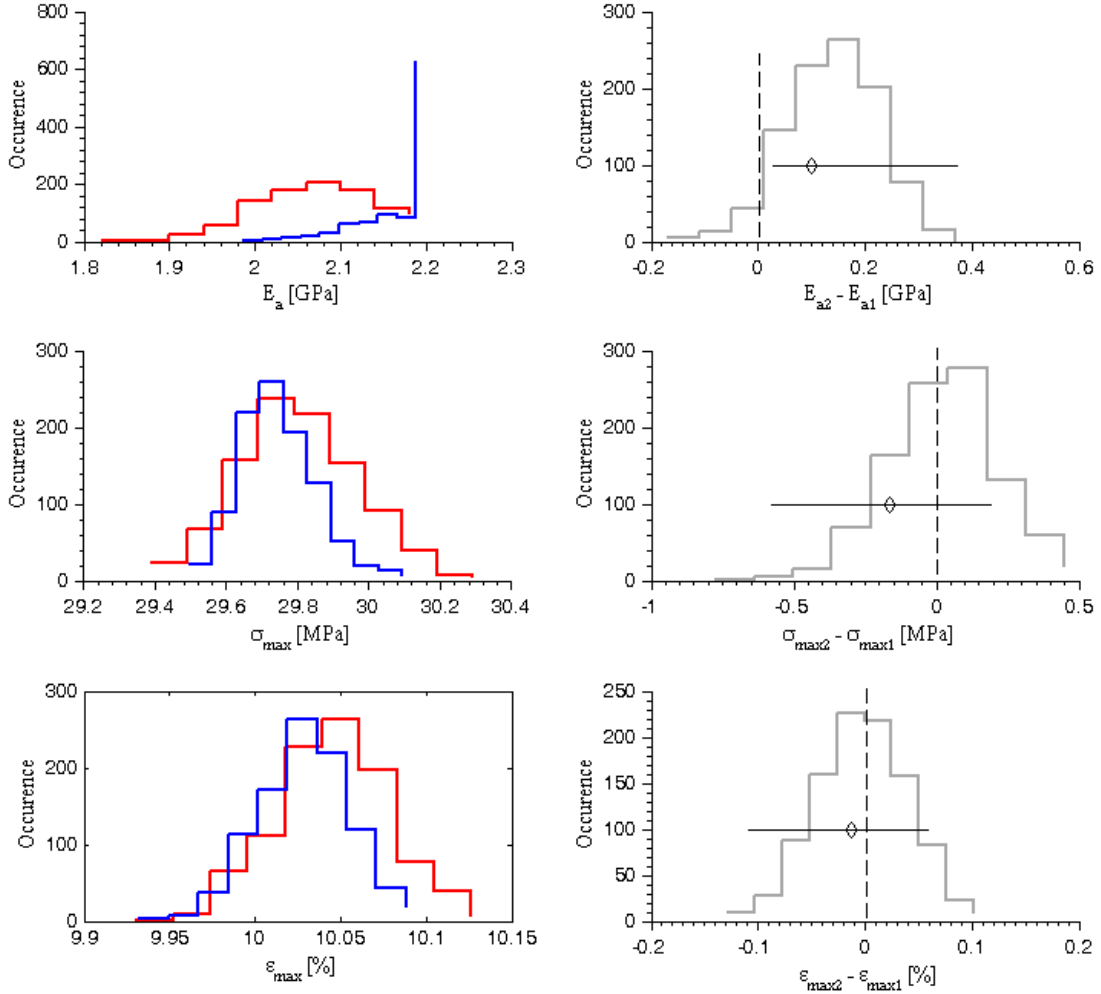 800
600
400
200
0
Occurence
1.8 1.9 2 2.1 2.2 2.3
E_a [GPa]
300
200
100
0
Occurence
-0.2 0 0.2 0.4 0.6
E_a2 - E_a1 [GPa]
300
200
100
0
Occurence
29.2 29.4 29.6 29.8 30 30.2 30.4
σ_max [MPa]
300
200
100
0
Occurence
-1 -0.5 0 0.5
σ_max2 - σ_max1 [MPa]
300
200
100
0
Occurence
9.9 9.95 10 10.05 10.1 10.15
ε_max [%]
250
200
150
100
50
0
Occurence
-0.2 -0.1 0 0.1 0.2
ε_max2 - ε_max1 [%]